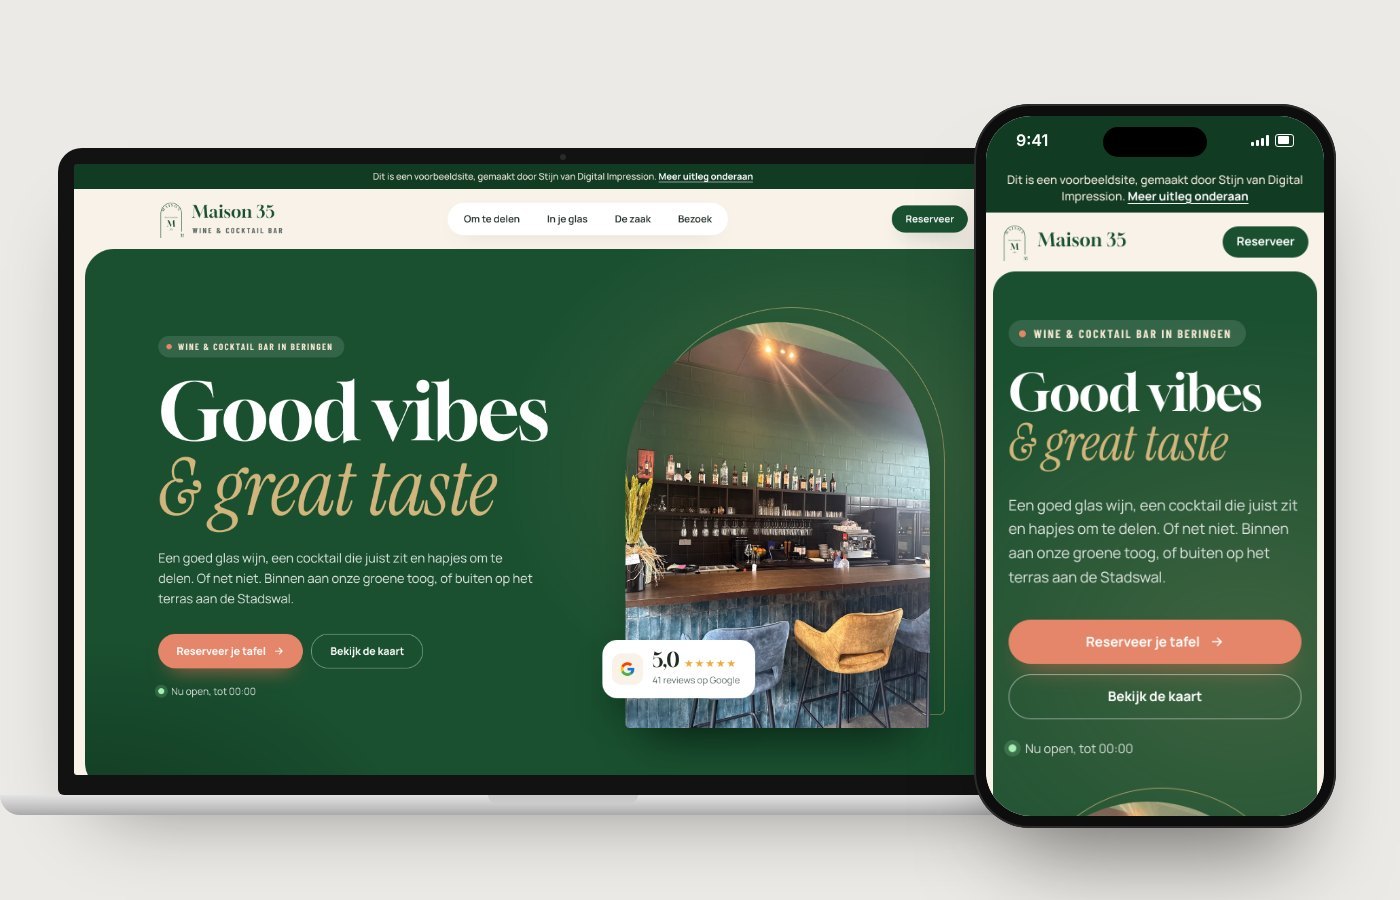 Dit is een voorbeeldsite, gemaakt door Stijn van Digital Impression. Meer uitleg onderaan
Maison 35
WINE & COCKTAIL BAR
M
Om te delen
In je glas
De zaak
Bezoek
Reserveer
WINE & COCKTAIL BAR IN BERINGEN
Good vibes
& great taste
Een goed glas wijn, een cocktail die juist zit en hapjes om te
delen. Of net niet. Binnen aan onze groene toog, of buiten op het
terras aan de Stadswal.
Reserveer je tafel →
Bekijk de kaart
Nu open, tot 00:00
G
5,0 ★★★★★
41 reviews op Google
9:41
Dit is een voorbeeldsite, gemaakt door Stijn van Digital
Impression. Meer uitleg onderaan
M
Maison 35
Reserveer
WINE & COCKTAIL BAR IN BERINGEN
Good vibes
& great taste
Een goed glas wijn, een cocktail die juist zit
en hapjes om te delen. Of net niet. Binnen
aan onze groene toog, of buiten op het
terras aan de Stadswal.
Reserveer je tafel →
Bekijk de kaart
Nu open, tot 00:00